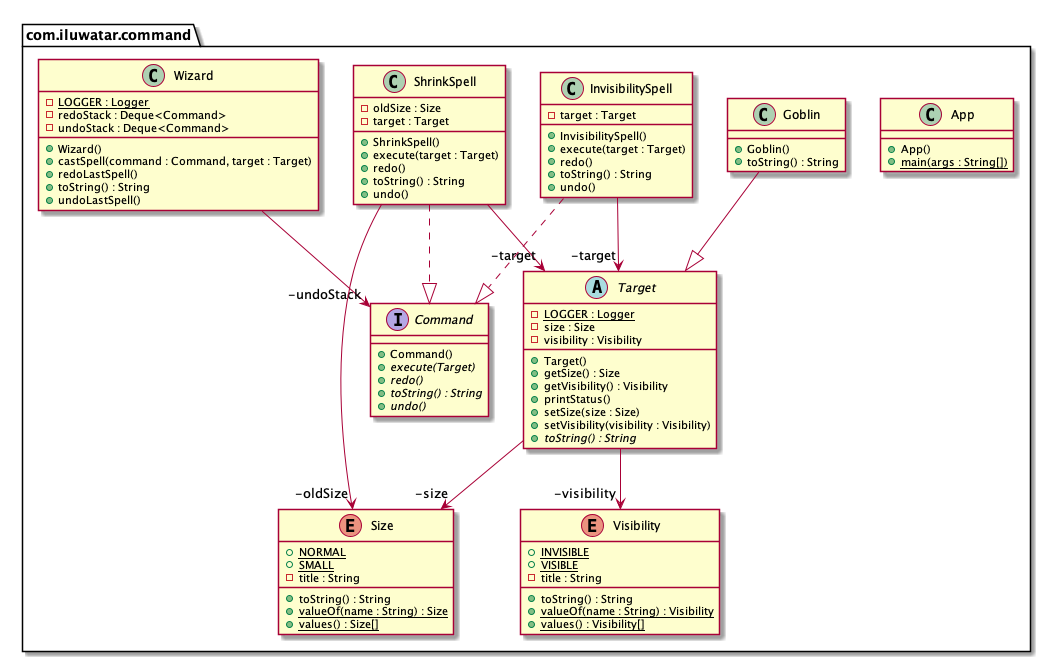 com.iluwatar.command
C Wizard
LOGGER : Logger
redoStack : Deque<Command>
undoStack : Deque<Command>
Wizard()
castSpell(command : Command, target : Target)
redoLastSpell()
toString() : String
undoLastSpell()
C ShrinkSpell
oldSize : Size
target : Target
ShrinkSpell()
execute(target : Target)
redo()
toString() : String
undo()
C InvisibilitySpell
target : Target
InvisibilitySpell()
execute(target : Target)
redo()
toString() : String
undo()
C Goblin
Goblin()
toString() : String
C App
App()
main(args : String[])
-undoStack
-target
-target
I Command
Command()
execute(Target)
redo()
toString() : String
undo()
A Target
LOGGER : Logger
size : Size
visibility : Visibility
Target()
getSize() : Size
getVisibility() : Visibility
printStatus()
setSize(size : Size)
setVisibility(visibility : Visibility)
toString() : String
-oldSize
-size
-visibility
E Size
NORMAL
SMALL
title : String
toString() : String
valueOf(name : String) : Size
values() : Size[]
E Visibility
INVISIBLE
VISIBLE
title : String
toString() : String
valueOf(name : String) : Visibility
values() : Visibility[]